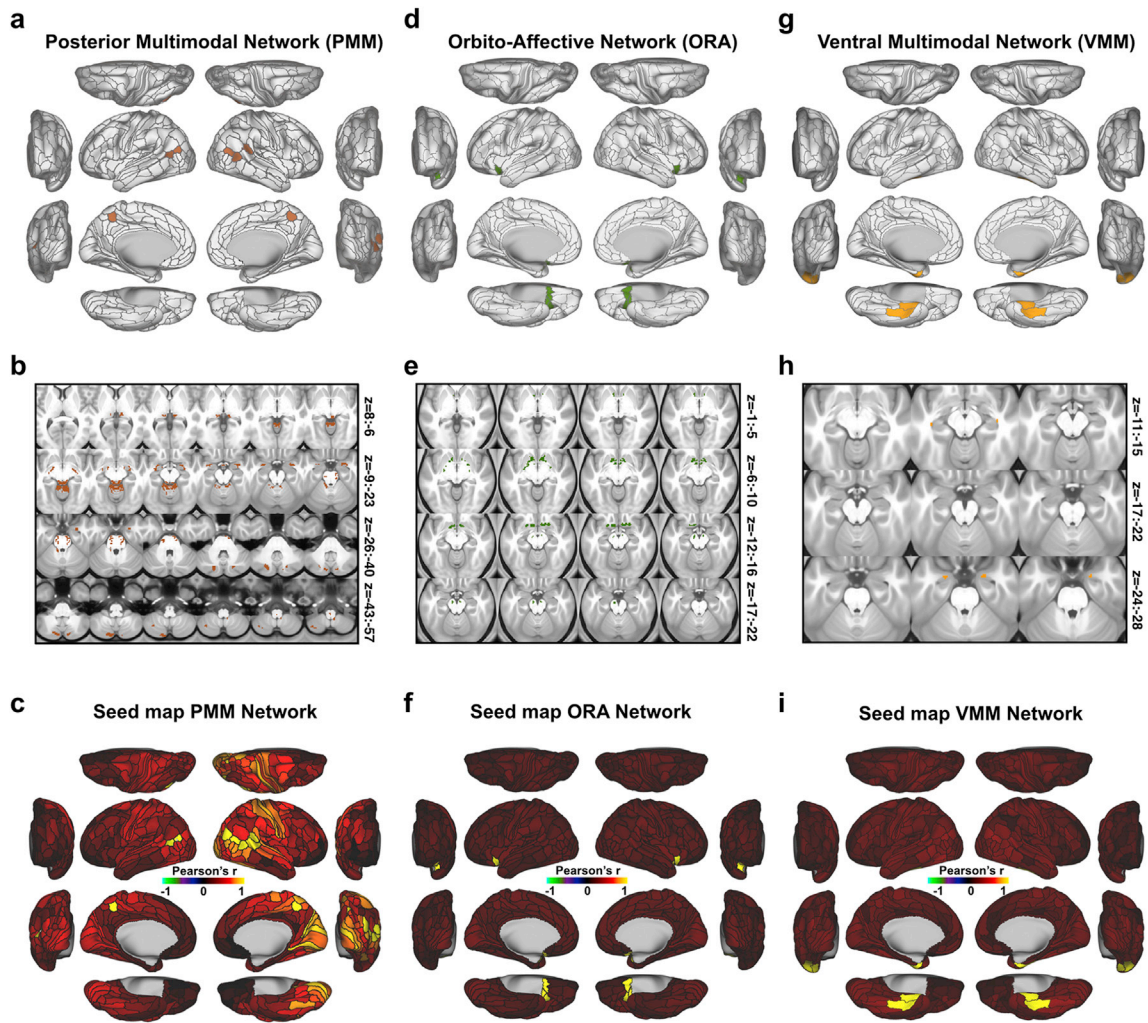 a
Posterior Multimodal Network (PMM)
d
Orbito-Affective Network (ORA)
g
Ventral Multimodal Network (VMM)
b
z=8:-6
z=-9:-23
z=-26:-40
z=-43:-57
e
z=-1:-5
z=-6:-10
z=-12:-16
z=-17:-22
h
z=-11:-15
z=-17:-22
z=-24:-28
c
Seed map PMM Network
Pearson's r
-1 0 1
f
Seed map ORA Network
Pearson's r
-1 0 1
i
Seed map VMM Network
Pearson's r
-1 0 1